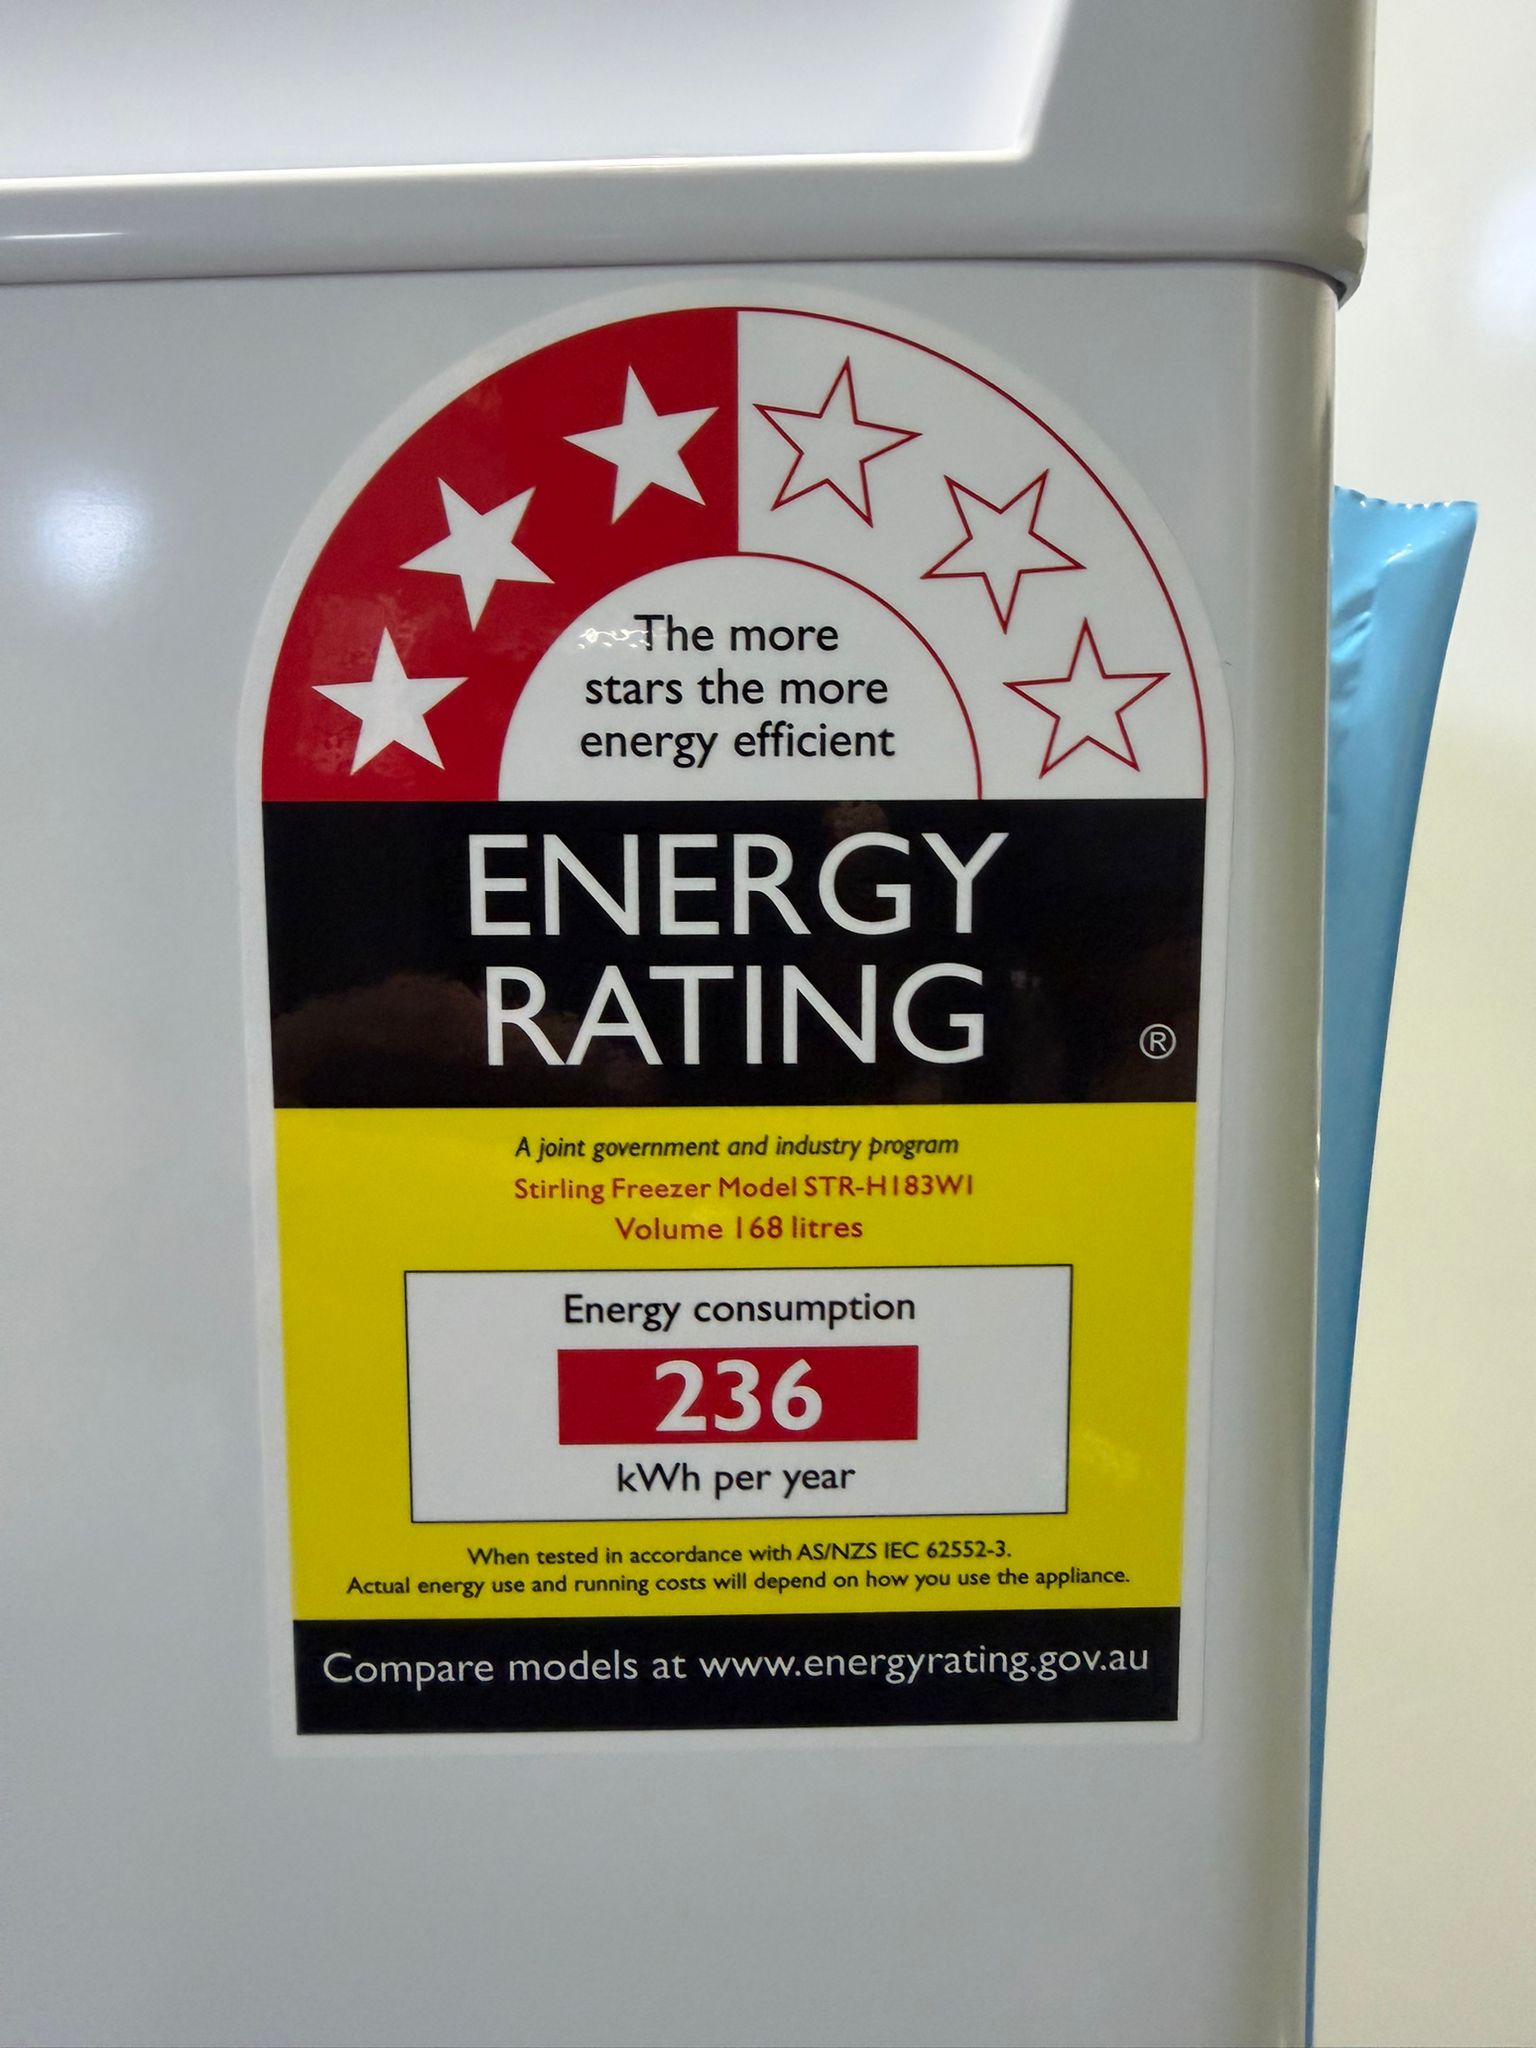 The more
stars the more
energy efficient
ENERGY
RATING
®
A joint government and industry program
Stirling Freezer Model STR-H183W1
Volume 168 litres
Energy consumption
236
kWh per year
When tested in accordance with AS/NZS IEC 62552-3.
Actual energy use and running costs will depend on how you use the appliance.
Compare models at www.energyrating.gov.au